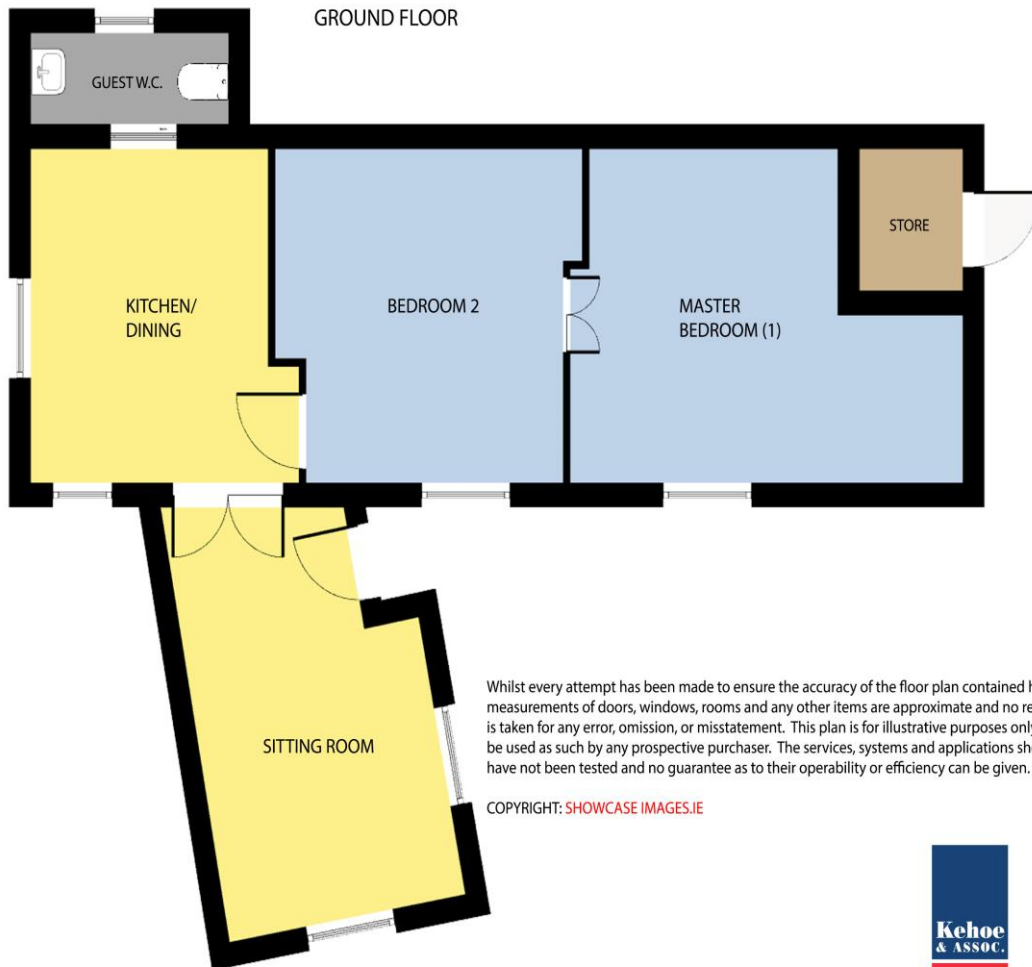 GROUND FLOOR
GUEST W.C.
STORE
KITCHEN/
DINING
BEDROOM 2
MASTER
BEDROOM (1)
SITTING ROOM
Whilst every attempt has been made to ensure the accuracy of the floor plan contained
measurements of doors, windows, rooms and any other items are approximate and no
is taken for any error, omission, or misstatement. This plan is for illustrative purposes
be used as such by any prospective purchaser. The services, systems and applications
have not been tested and no guarantee as to their operability or efficiency can be given.
COPYRIGHT: SHOWCASE IMAGES.IE
Kehoe
& ASSOC.